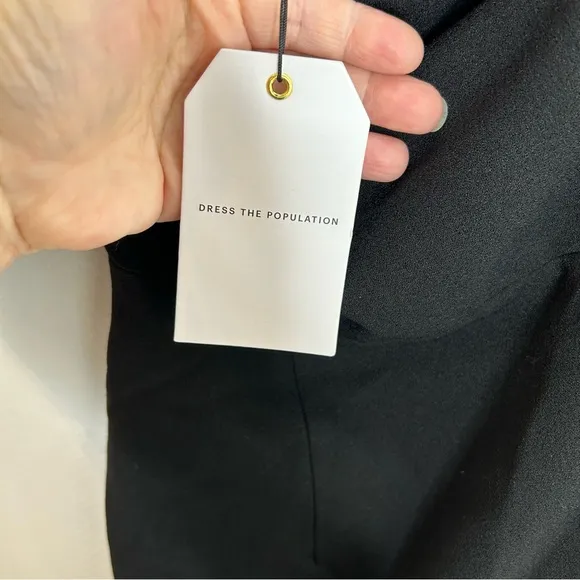 DRESS THE POPULATION